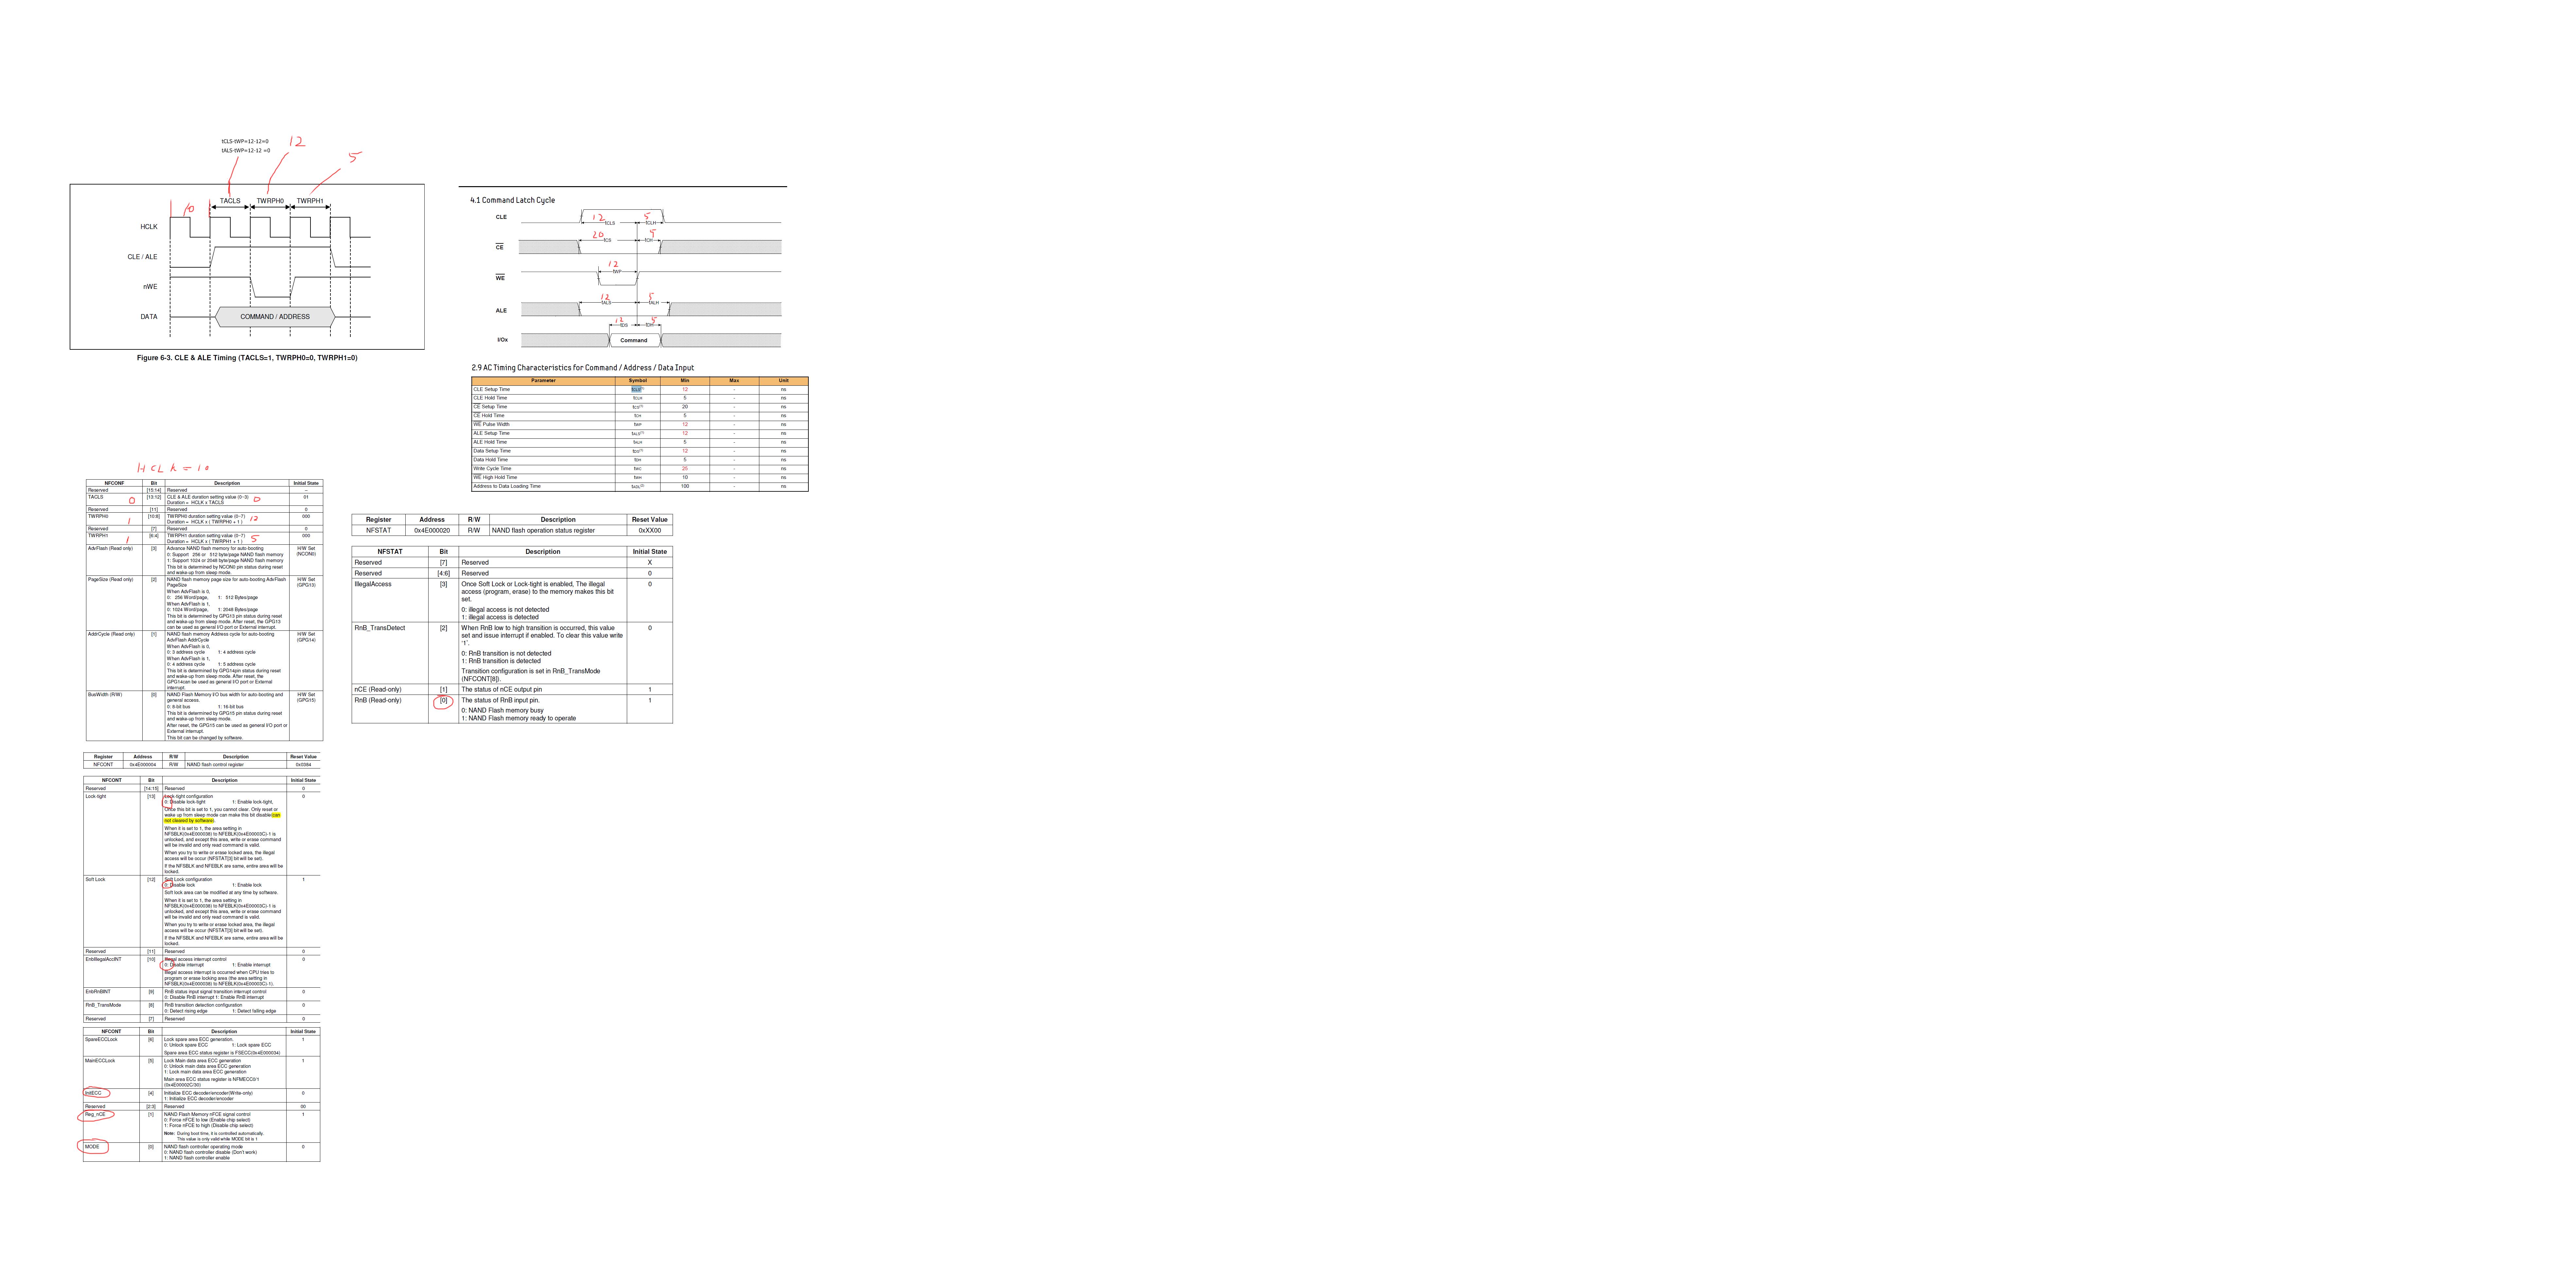 tCLS-tWP=12-12=0
tALS-tWP=12-12 =0
12
5
10
TACLS
TWRPH0
TWRPH1
HCLK
CLE / ALE
nWE
DATA
COMMAND / ADDRESS
Figure 6-3. CLE & ALE Timing (TACLS=1, TWRPH0=0, TWRPH1=0)
4.1 Command Latch Cycle
CLE
12
tCLS
5
tCLH
CE
20
tCS
5
tCH
WE
12
tWP
ALE
12
tALS
5
tALH
12
tDS
5
tDH
I/Ox
Command
2.9 AC Timing Characteristics for Command / Address / Data Input
Parameter Symbol Min Max Unit
CLE Setup Time tCLS(1) 12 - ns
CLE Hold Time tCLH 5 - ns
CE Setup Time tCS(1) 20 - ns
CE Hold Time tCH 5 - ns
WE Pulse Width tWP 12 - ns
ALE Setup Time tALS(1) 12 - ns
ALE Hold Time tALH 5 - ns
Data Setup Time tDS(1) 12 - ns
Data Hold Time tDH 5 - ns
Write Cycle Time tWC 25 - ns
WE High Hold Time tWH 10 - ns
Address to Data Loading Time tADL(2) 100 - ns
HCLK = 10
NFCONF Bit Description Initial State
Reserved [15:14] Reserved –
TACLS 0 [13:12] CLE & ALE duration setting value (0~3) 0 01
Duration = HCLK x TACLS
Reserved [11] Reserved 0
TWRPH0 1 [10:8] TWRPH0 duration setting value (0~7) 12 000
Duration = HCLK x ( TWRPH0 + 1 )
Reserved [7] Reserved 0
TWRPH1 1 [6:4] TWRPH1 duration setting value (0~7) 5 000
Duration = HCLK x ( TWRPH1 + 1 )
AdvFlash (Read only) [3] Advance NAND flash memory for auto-booting H/W Set
0: Support 256 or 512 byte/page NAND flash memory (NCON0)
1: Support 1024 or 2048 byte/page NAND flash memory
This bit is determined by NCON0 pin status during reset
and wake-up from sleep mode.
PageSize (Read only) [2] NAND flash memory page size for auto-booting AdvFlash H/W Set
PageSize (GPG13)
When AdvFlash is 0,
0: 256 Word/page, 1: 512 Bytes/page
When AdvFlash is 1,
0: 1024 Word/page, 1: 2048 Bytes/page
This bit is determined by GPG13 pin status during reset
and wake-up from sleep mode. After reset, the GPG13
can be used as general I/O port or External interrupt.
AddrCycle (Read only) [1] NAND flash memory Address cycle for auto-booting H/W Set
AdvFlash AddrCycle (GPG14)
When AdvFlash is 0,
0: 3 address cycle 1: 4 address cycle
When AdvFlash is 1,
0: 4 address cycle 1: 5 address cycle
This bit is determined by GPG14pin status during reset
and wake-up from sleep mode. After reset, the
GPG14can be used as general I/O port or External
interrupt.
BusWidth (R/W) [0] NAND Flash Memory I/O bus width for auto-booting and H/W Set
general access. (GPG15)
0: 8-bit bus 1: 16-bit bus
This bit is determined by GPG15 pin status during reset
and wake-up from sleep mode.
After reset, the GPG15 can be used as general I/O port or
External interrupt.
This bit can be changed by software.
Register Address R/W Description Reset Value
NFSTAT 0x4E000020 R/W NAND flash operation status register 0xXX00
NFSTAT Bit Description Initial State
Reserved [7] Reserved X
Reserved [4:6] Reserved 0
IllegalAccess [3] Once Soft Lock or Lock-tight is enabled, The illegal 0
access (program, erase) to the memory makes this bit
set.
0: illegal access is not detected
1: illegal access is detected
RnB_TransDetect [2] When RnB low to high transition is occurred, this value 0
set and issue interrupt if enabled. To clear this value write
'1'.
0: RnB transition is not detected
1: RnB transition is detected
Transition configuration is set in RnB_TransMode
(NFCONT[8]).
nCE (Read-only) [1] The status of nCE output pin 1
RnB (Read-only) [0] The status of RnB input pin. 1
0: NAND Flash memory busy
1: NAND Flash memory ready to operate
Register Address R/W Description Reset Value
NFCONT 0x4E000004 R/W NAND flash control register 0x0384
NFCONT Bit Description Initial State
Reserved [14:15] Reserved 0
Lock-tight [13] Lock-tight configuration 0
0: Disable lock-tight 1: Enable lock-tight,
Once this bit is set to 1, you cannot clear. Only reset or
wake up from sleep mode can make this bit disable(can
not cleared by software).
When it is set to 1, the area setting in
NFSBLK(0x4E000038) to NFEBLK(0x4E00003C)-1 is
unlocked, and except this area, write or erase command
will be invalid and only read command is valid.
When you try to write or erase locked area, the illegal
access will be occur (NFSTAT[3] bit will be set).
If the NFSBLK and NFEBLK are same, entire area will be
locked.
Soft Lock [12] Soft Lock configuration 1
0: Disable lock 1: Enable lock
Soft lock area can be modified at any time by software.
When it is set to 1, the area setting in
NFSBLK(0x4E000038) to NFEBLK(0x4E00003C)-1 is
unlocked, and except this area, write or erase command
will be invalid and only read command is valid.
When you try to write or erase locked area, the illegal
access will be occur (NFSTAT[3] bit will be set).
If the NFSBLK and NFEBLK are same, entire area will be
locked.
Reserved [11] Reserved 0
EnbIllegalAccINT [10] Illegal access interrupt control 0
0: Disable interrupt 1: Enable interrupt
Illegal access interrupt is occurred when CPU tries to
program or erase locking area (the area setting in
NFSBLK(0x4E000038) to NFEBLK(0x4E00003C)-1).
EnbRnBINT [9] RnB status input signal transition interrupt control 0
0: Disable RnB interrupt 1: Enable RnB interrupt
RnB_TransMode [8] RnB transition detection configuration 0
0: Detect rising edge 1: Detect falling edge
Reserved [7] Reserved 0
NFCONT Bit Description Initial State
SpareECCLock [6] Lock spare area ECC generation. 1
0: Unlock spare ECC 1: Lock spare ECC
Spare area ECC status register is FSECC(0x4E000034)
MainECCLock [5] Lock Main data area ECC generation 1
0: Unlock main data area ECC generation
1: Lock main data area ECC generation
Main area ECC status register is NFMECC0/1
(0x4E00002C/30)
InitECC [4] Initialize ECC decoder/encoder(Write-only) 0
1: Initialize ECC decoder/encoder
Reserved [2:3] Reserved 00
Reg_nCE [1] NAND Flash Memory nFCE signal control 1
0: Force nFCE to low (Enable chip select)
1: Force nFCE to high (Disable chip select)
Note: During boot time, it is controlled automatically.
This value is only valid while MODE bit is 1
MODE [0] NAND flash controller operating mode 0
0: NAND flash controller disable (Don't work)
1: NAND flash controller enable